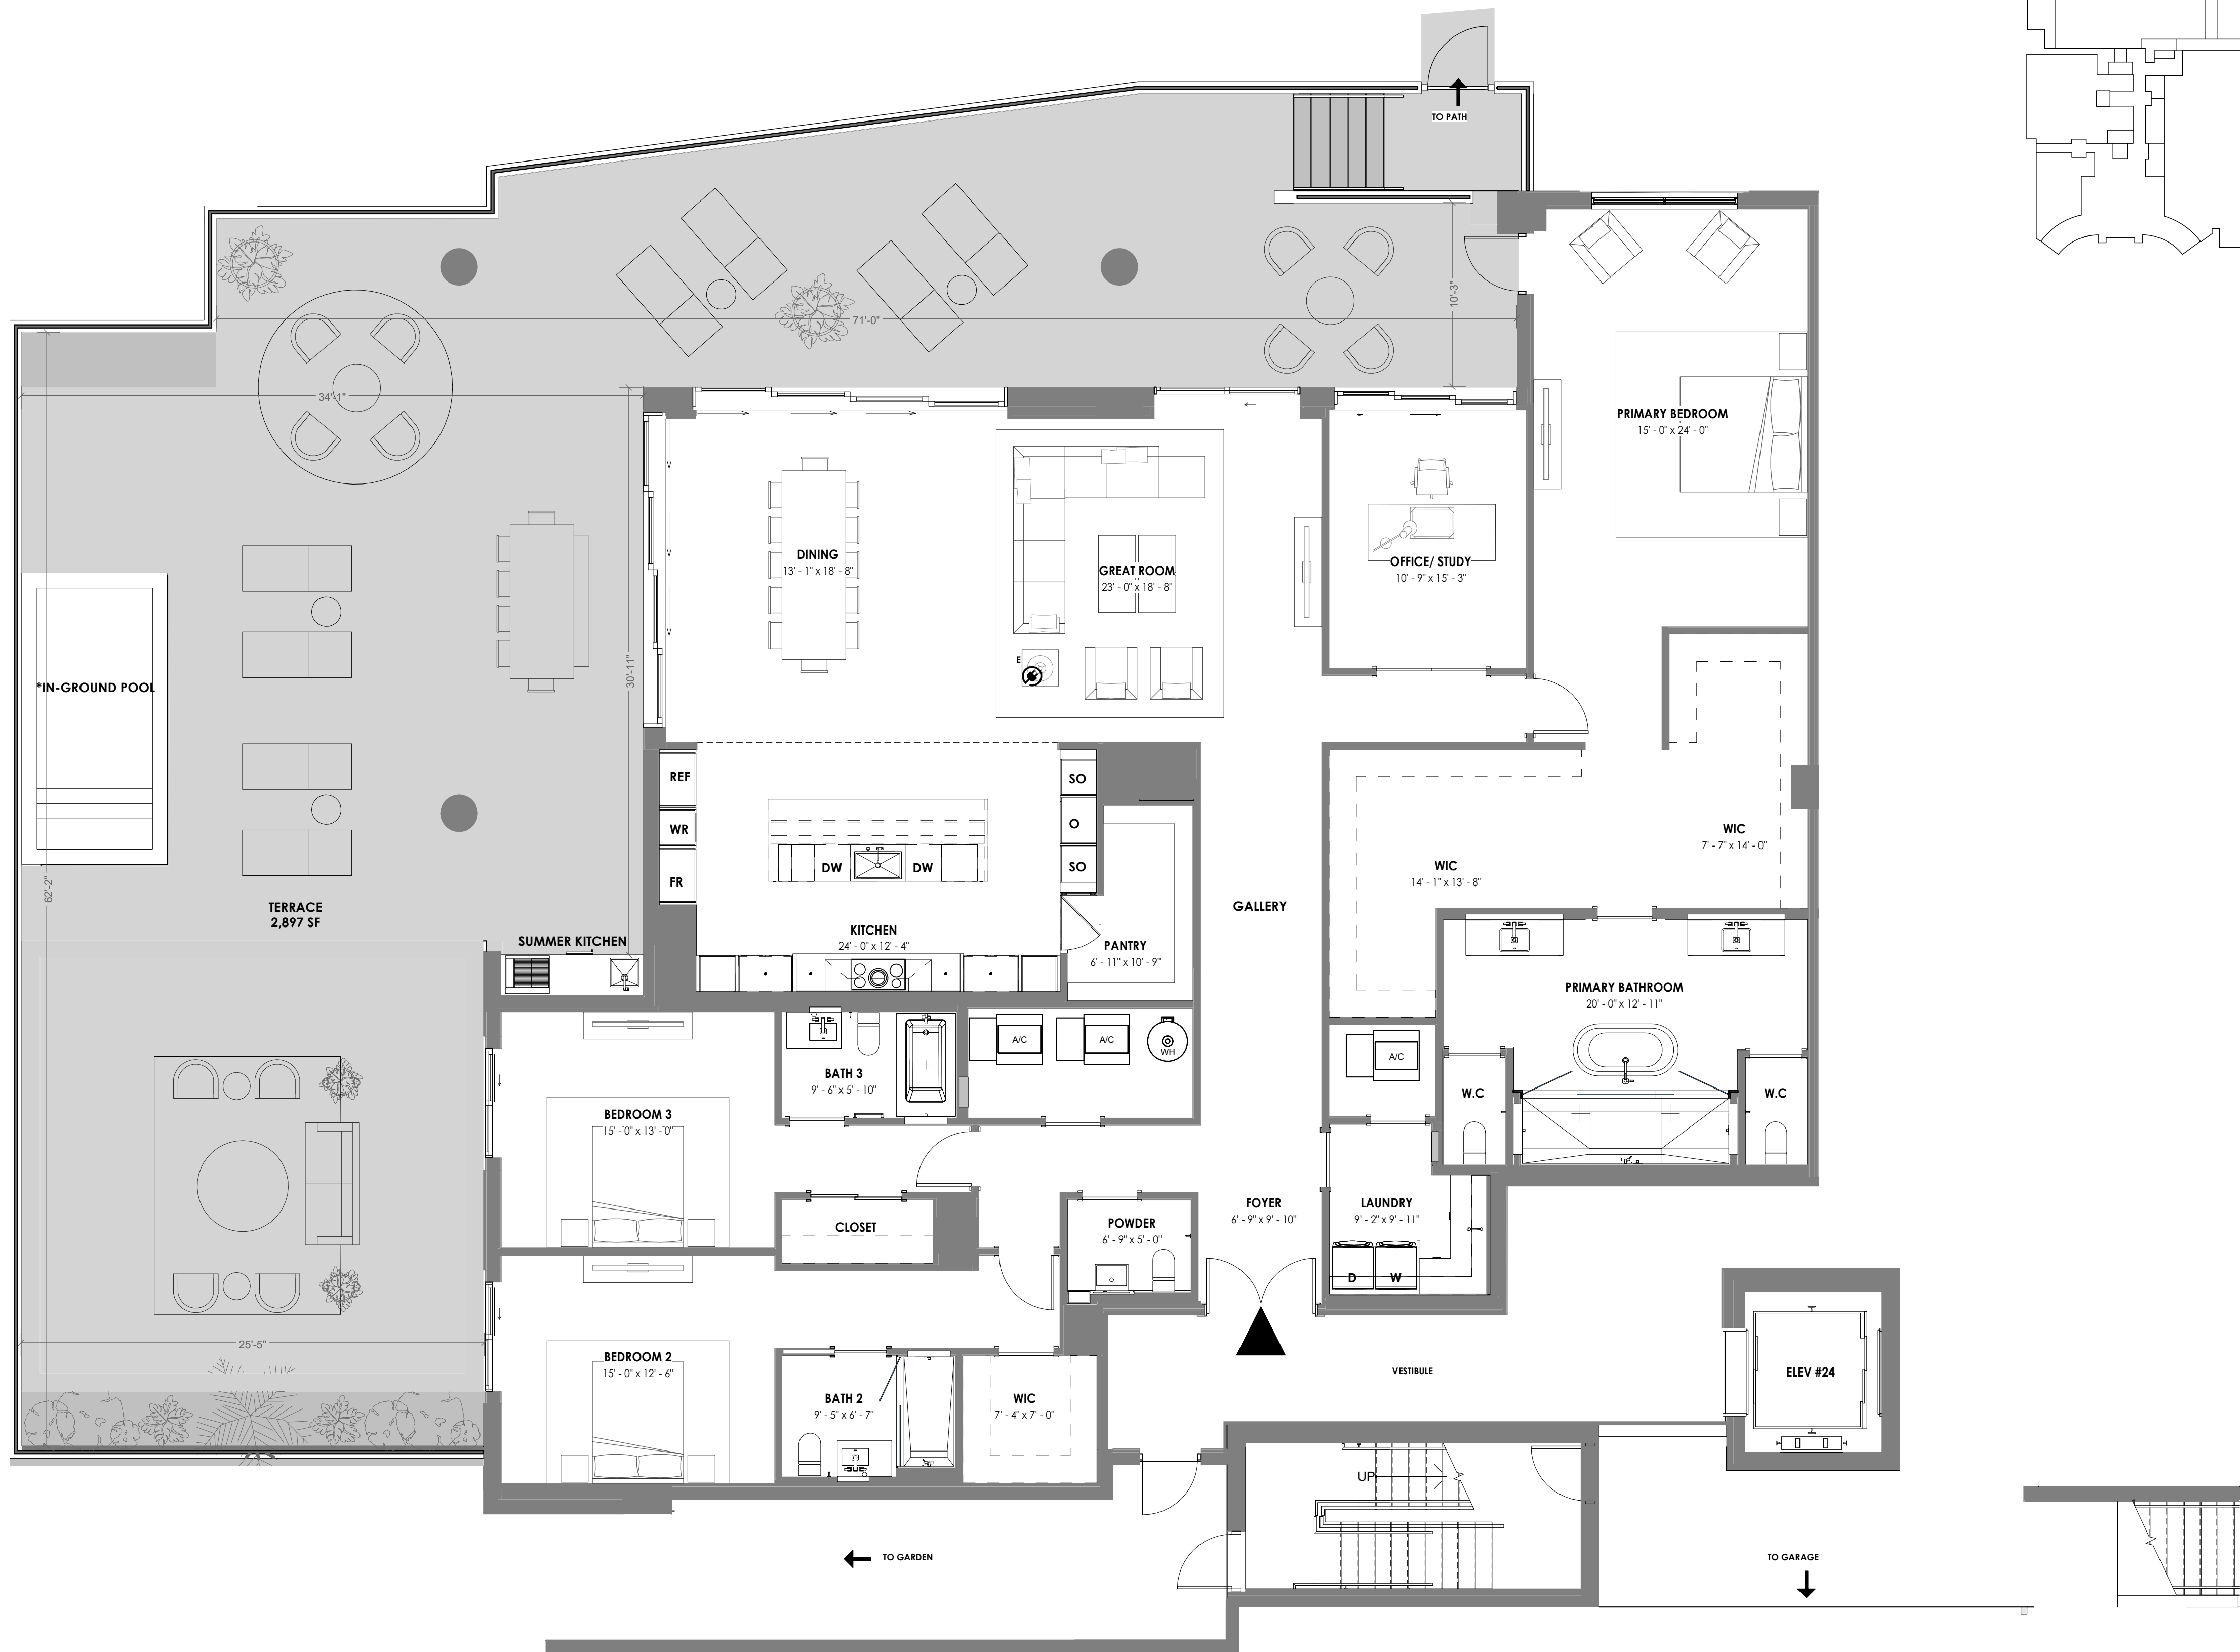 TO PATH
10'-3"
71'-0"
34'-1"
PRIMARY BEDROOM
15' - 0" x 24' - 0"
DINING
13' - 1" x 18' - 8"
GREAT ROOM
23' - 0" x 18' - 8"
OFFICE/ STUDY
10' - 9" x 15' - 3"
E
30'-11"
*IN-GROUND POOL
62'-2"
REF
WR
FR
SO
O
SO
DW
DW
WIC
7' - 7" x 14' - 0"
WIC
14' - 1" x 13' - 8"
TERRACE
2,897 SF
GALLERY
SUMMER KITCHEN
KITCHEN
24' - 0" x 12' - 4"
PANTRY
6' - 11" x 10' - 9"
PRIMARY BATHROOM
20' - 0" x 12' - 11"
A/C
A/C
WH
A/C
BATH 3
9' - 6" x 5' - 10"
W.C
W.C
BEDROOM 3
15' - 0" x 13' - 0"
CLOSET
POWDER
6' - 9" x 5' - 0"
FOYER
6' - 9" x 9' - 10"
LAUNDRY
9' - 2" x 9' - 11"
D
W
25'-5"
BEDROOM 2
15' - 0" x 12' - 6"
BATH 2
9' - 5" x 6' - 7"
WIC
7' - 4" x 7' - 0"
VESTIBULE
ELEV #24
UP
TO GARDEN
TO GARAGE